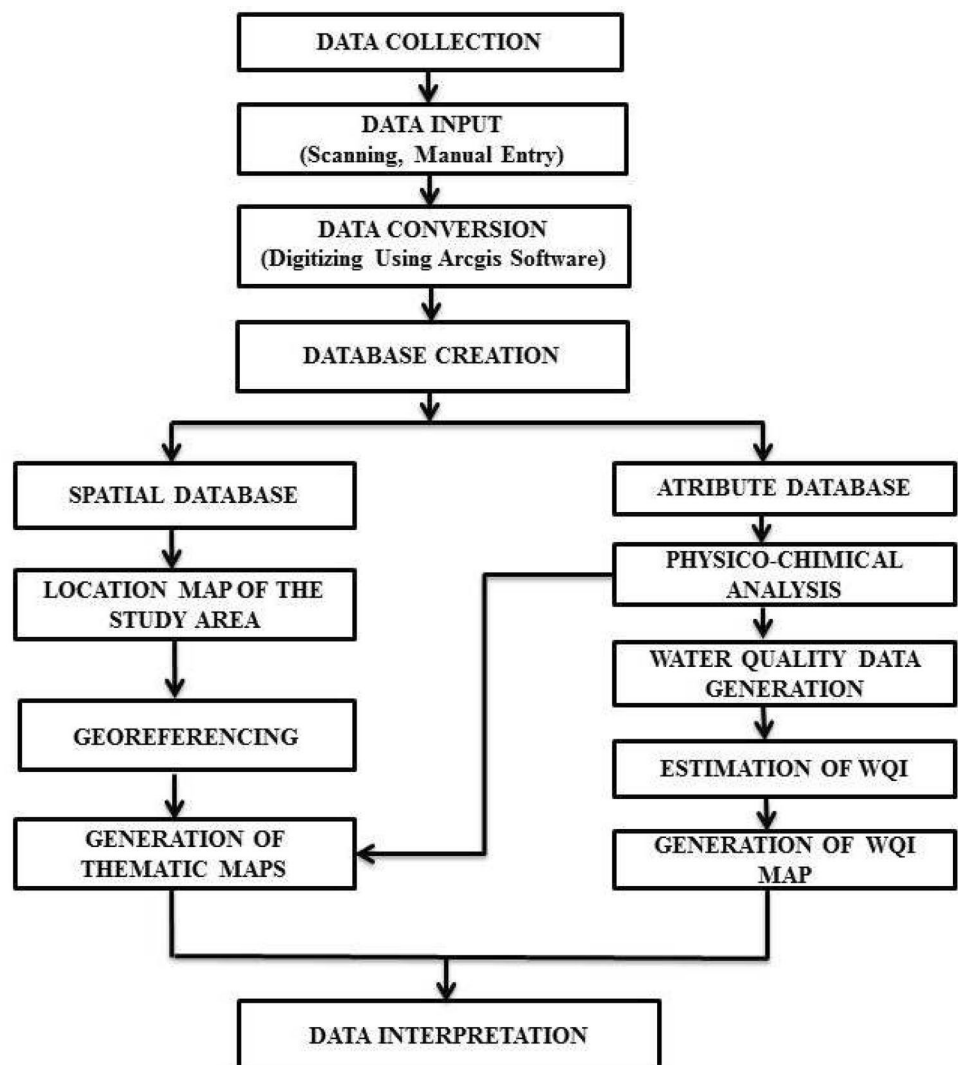 DATA COLLECTION
DATA INPUT
(Scanning, Manual Entry)
DATA CONVERSION
(Digitizing Using Arcgis Software)
DATABASE CREATION
SPATIAL DATABASE
LOCATION MAP OF THE
STUDY AREA
GEOREFERENCING
GENERATION OF
THEMATIC MAPS
ATRIBUTE DATABASE
PHYSICO-CHIMICAL
ANALYSIS
WATER QUALITY DATA
GENERATION
ESTIMATION OF WQI
GENERATION OF WQI
MAP
DATA INTERPRETATION